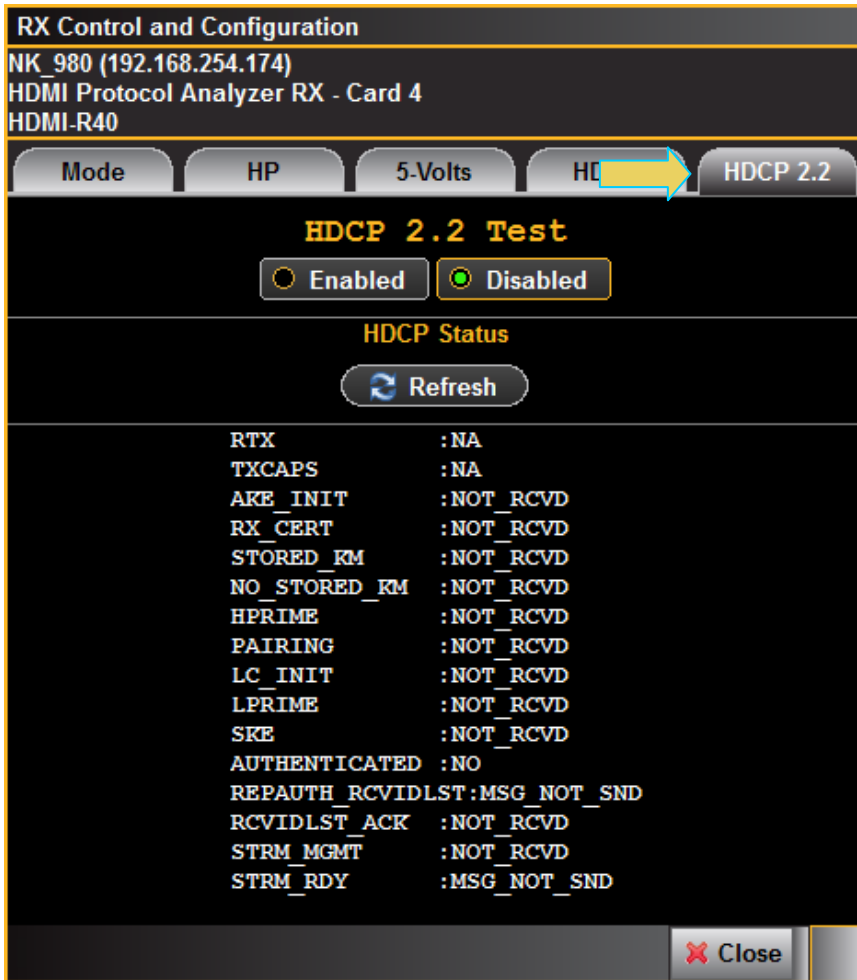 RX Control and Configuration
NK_980 (192.168.254.174)
HDMI Protocol Analyzer RX - Card 4
HDMI-R40
Mode HP 5-Volts HDCP 2.2
HDCP 2.2 Test
Enabled Disabled
HDCP Status
Refresh
RTX :NA
TXCAPS :NA
AKE_INIT :NOT_RCVD
RX_CERT :NOT_RCVD
STORED_KM :NOT_RCVD
NO_STORED_KM :NOT_RCVD
HPRIME :NOT_RCVD
PAIRING :NOT_RCVD
LC_INIT :NOT_RCVD
LPRIME :NOT_RCVD
SKE :NOT_RCVD
AUTHENTICATED :NO
REPAUTH_RCVIDLST:MSG_NOT_SND
RCVIDLST_ACK :NOT_RCVD
STRM_MGMT :NOT_RCVD
STRM_RDY :MSG_NOT_SND
Close